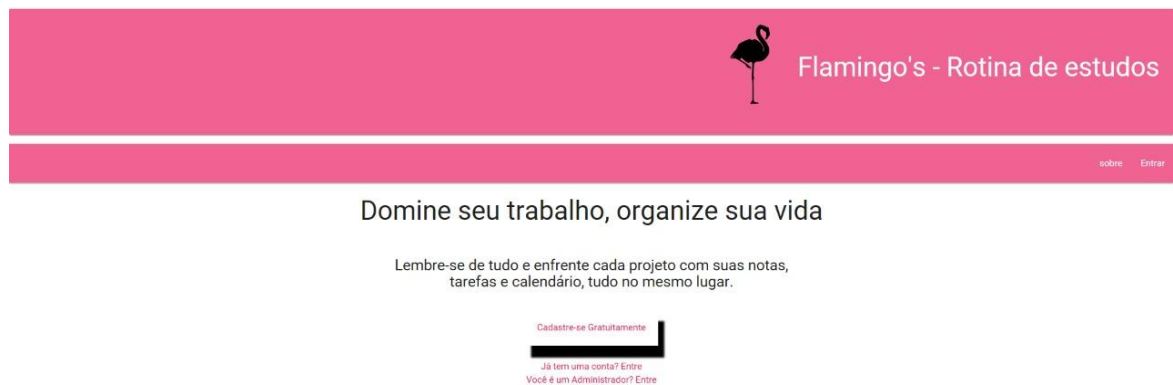 Flamingo's - Rotina de estudos
sobre Entrar
Domine seu trabalho, organize sua vida
Lembre-se de tudo e enfrente cada projeto com suas notas,
tarefas e calendário, tudo no mesmo lugar.
Cadastre-se Gratuitamente
Já tem uma conta? Entre
Você é um Administrador? Entre